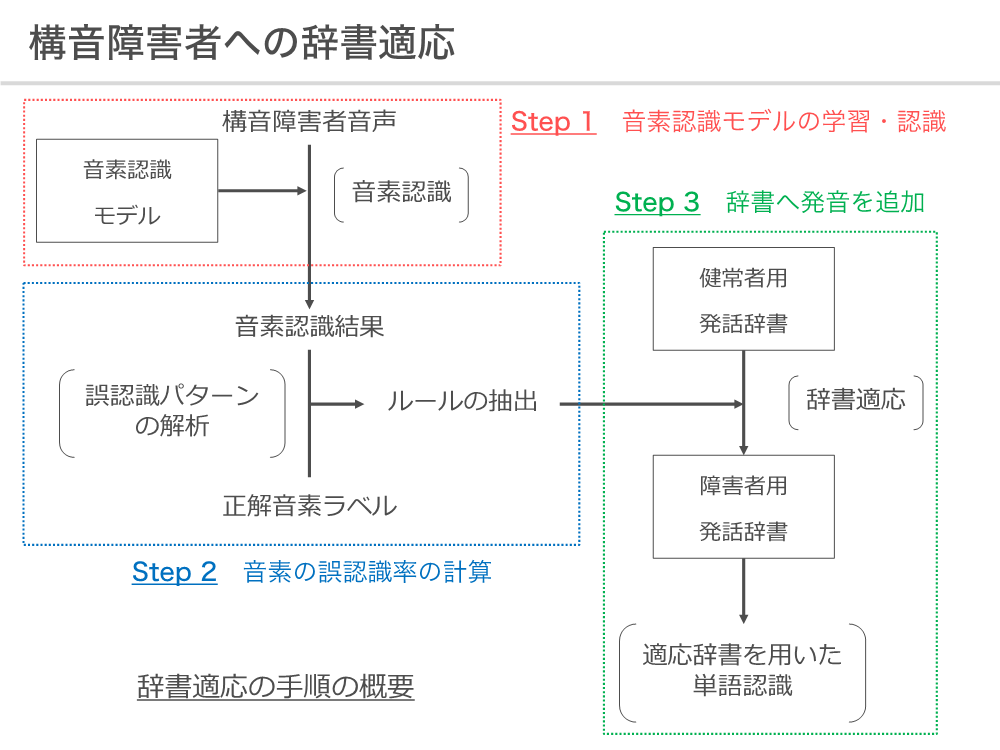 構音障害者への辞書適応
構音障害者音声
Step 1　音素認識モデルの学習・認識
音素認識
モデル
音素認識
Step 3　辞書へ発音を追加
健常者用
発話辞書
音素認識結果
誤認識パターン
の解析
ルールの抽出
辞書適応
正解音素ラベル
障害者用
発話辞書
Step 2　音素の誤認識率の計算
適応辞書を用いた
単語認識
辞書適応の手順の概要